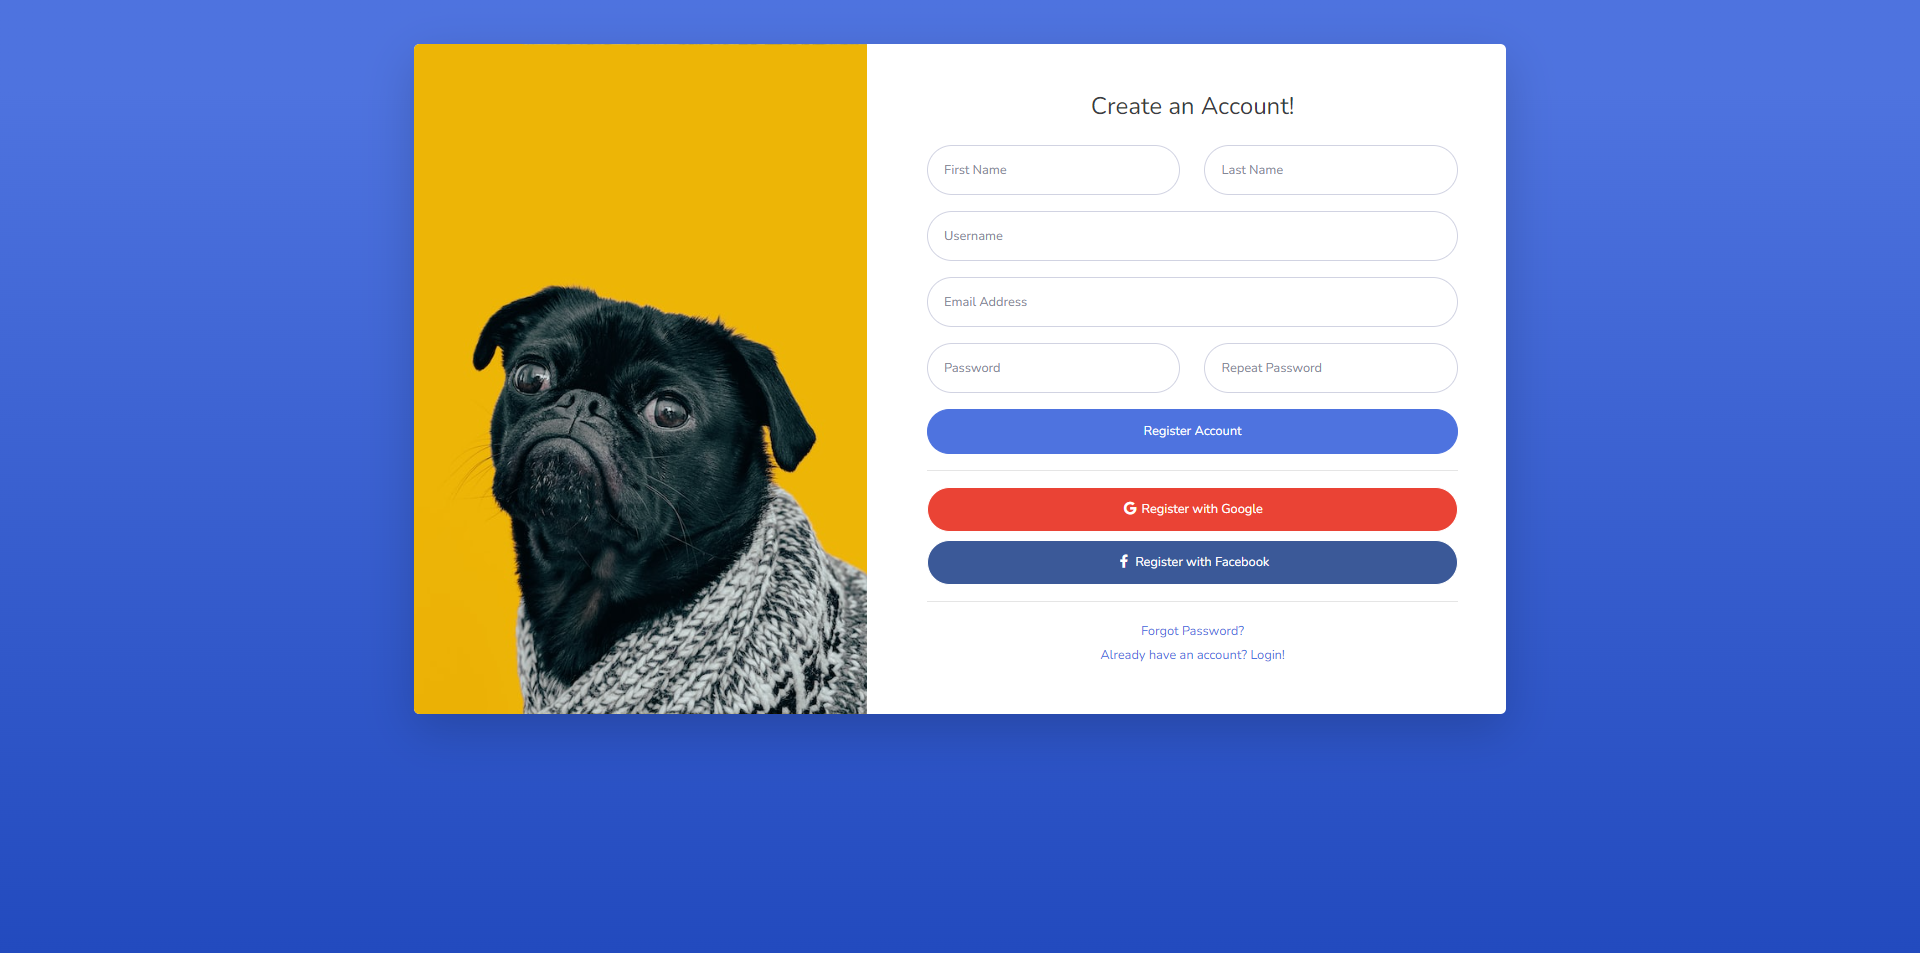 Create an Account!
First Name
Last Name
Username
Email Address
Password
Repeat Password
Register Account
Register with Google
Register with Facebook
Forgot Password?
Already have an account? Login!